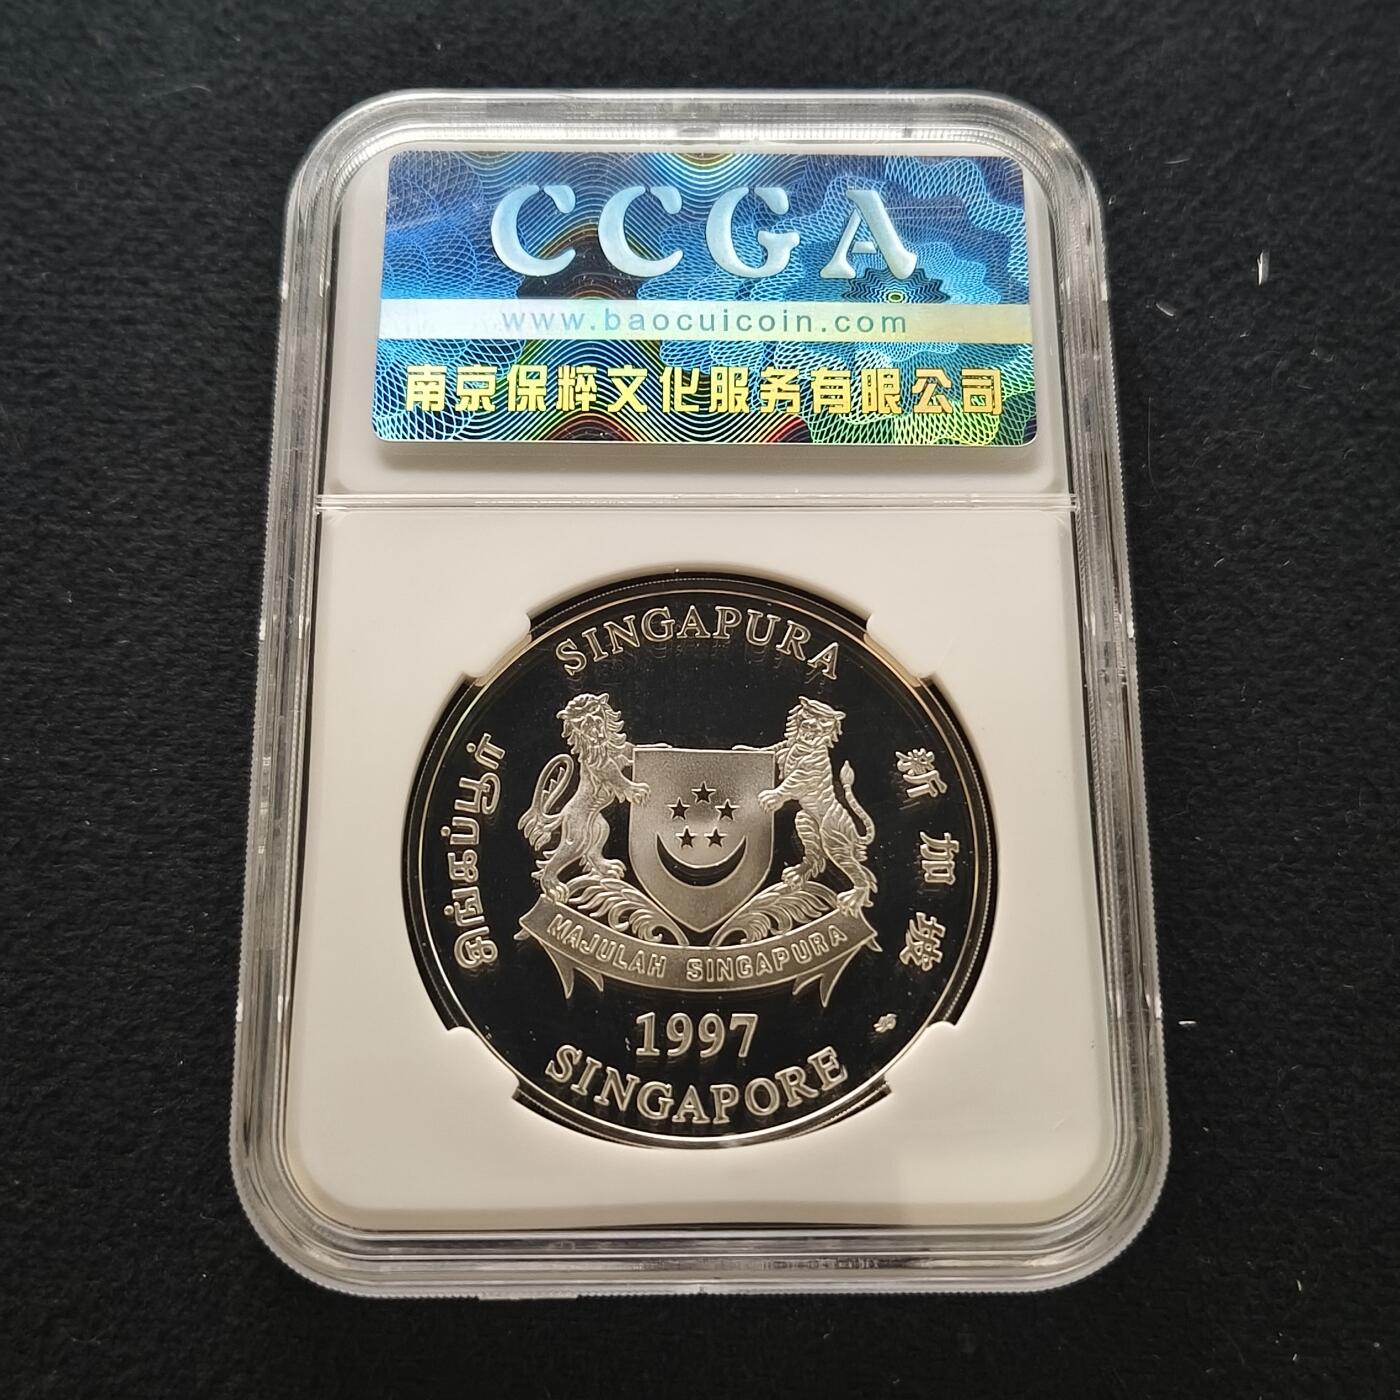 CCGA
www.baocuicoin.com
南京保粹文化服务有限公司
SINGAPURA
சிங்கப்பூர்
新加坡
MAJULAH SINGAPURA
1997
SINGAPORE